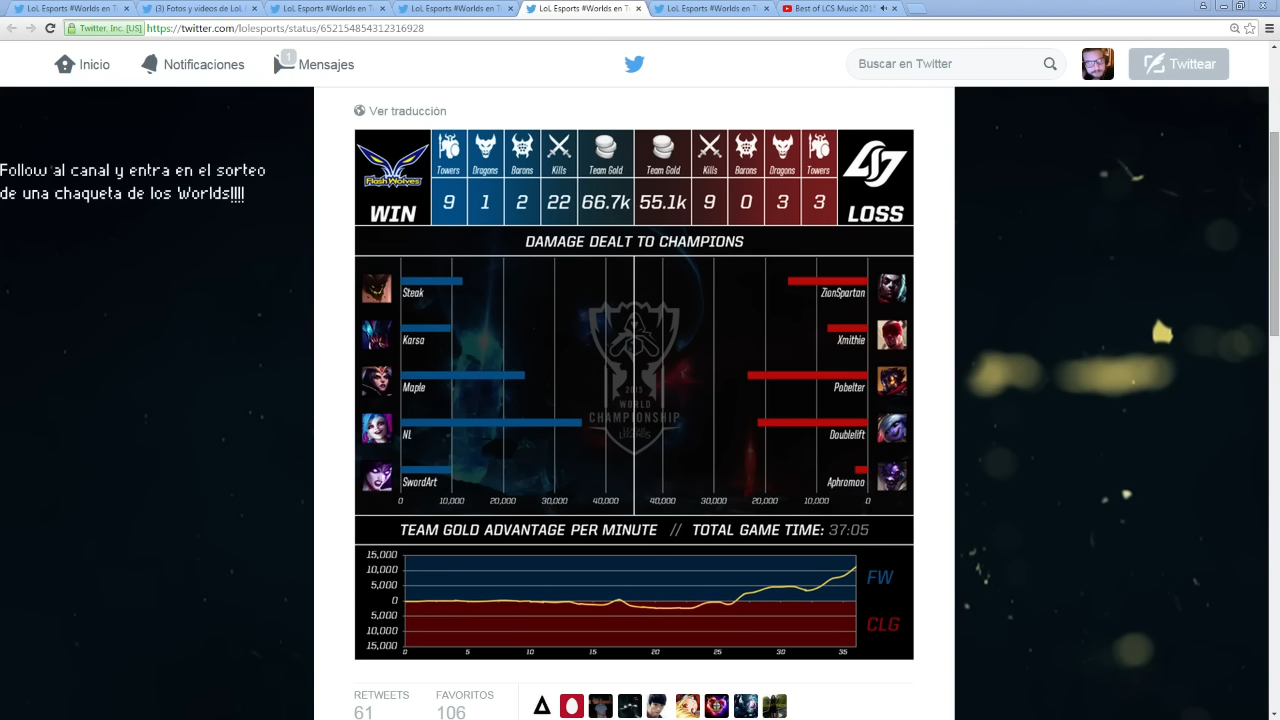 LoL Esports #Worlds en T
(3) Fotos y videos de LoL
LoL Esports #Worlds en T
LoL Esports #Worlds en T
LoL Esports #Worlds en T
LoL Esports #Worlds en T
Best of LCS Music 201
Twitter, Inc. [US] https://twitter.com/lolesports/status/652154854312316928
Inicio Notificaciones 1 Mensajes Buscar en Twitter Twittear
Ver traducción
Follow al canal y entra en el sorteo
de una chaqueta de los Worlds!!!!
Flash Wolves
WIN
Towers Dragons Barons Kills Team Gold Team Gold Kills Barons Dragons Towers
9 1 2 22 66.7k 55.1k 9 0 3 3
LOSS
DAMAGE DEALT TO CHAMPIONS
Steak ZionSpartan
Karsa Xmithie
Maple Pobelter
NL Doublelift
SwordArt Aphromoo
2015
WORLD
CHAMPIONSHIP
0 10,000 20,000 30,000 40,000 40,000 30,000 20,000 10,000 0
TEAM GOLD ADVANTAGE PER MINUTE // TOTAL GAME TIME: 37:05
15,000
10,000
5,000
0
5,000
10,000
15,000
FW
CLG
0 5 10 15 20 25 30 35
RETWEETS FAVORITOS
61 106